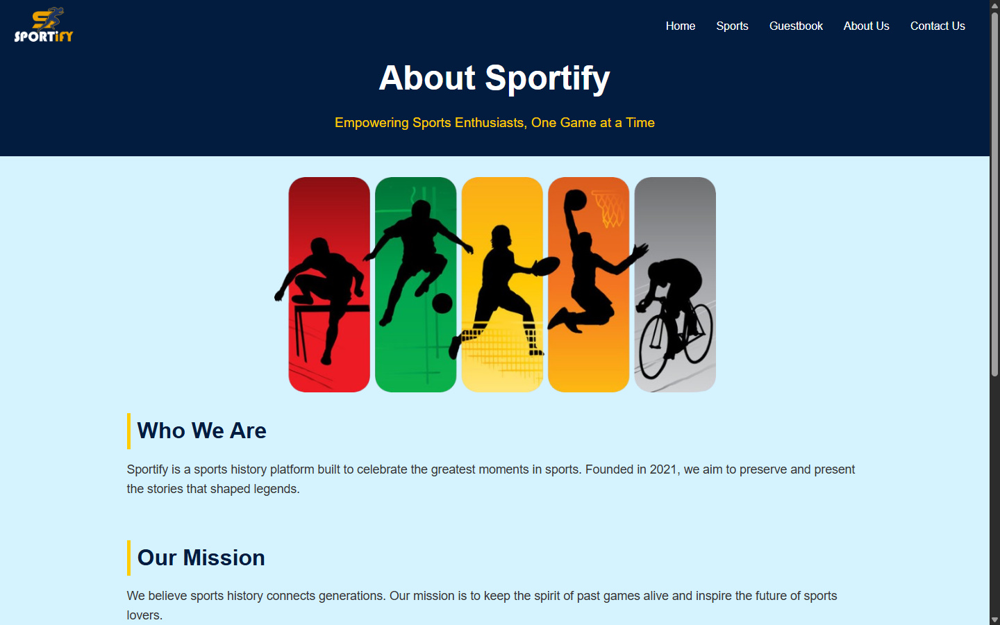 SPORTiFY
Home Sports Guestbook About Us Contact Us
About Sportify
Empowering Sports Enthusiasts, One Game at a Time
Who We Are
Sportify is a sports history platform built to celebrate the greatest moments in sports. Founded in 2021, we aim to preserve and present
the stories that shaped legends.
Our Mission
We believe sports history connects generations. Our mission is to keep the spirit of past games alive and inspire the future of sports
lovers.